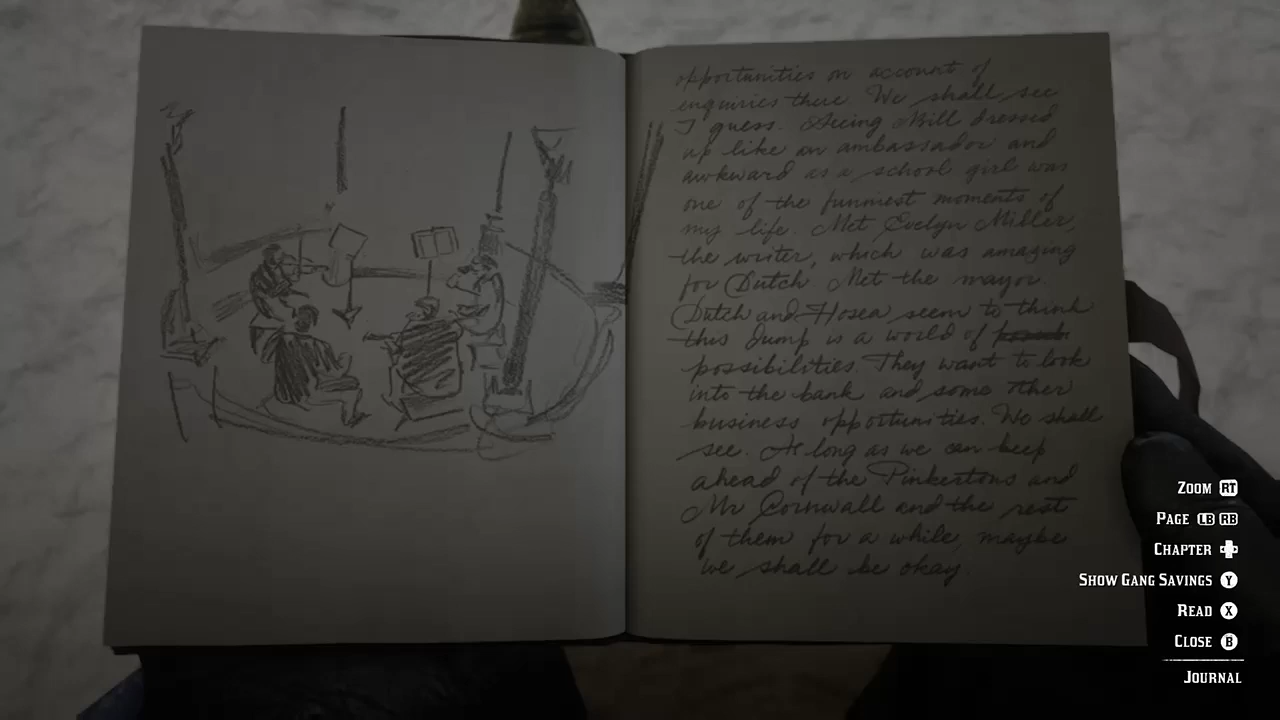 opportunities on account of
enquiries there. We shall see
I guess. Seeing Bill dressed
up like an ambassador and
awkward as a school girl was
one of the funniest moments of
my life. Met Evelyn Miller,
the writer, which was amazing
for Dutch. Met the mayor.
Dutch and Hosea seem to think
this dump is a world of
possibilities. They want to look
into the bank and some other
business opportunities. We shall
see. As long as we can keep
ahead of the Pinkertons and
Mr Cornwall and the rest
of them for a while, maybe
we shall be okay.
ZOOM RT
PAGE LB RB
CHAPTER
SHOW GANG SAVINGS Y
READ X
CLOSE B
JOURNAL